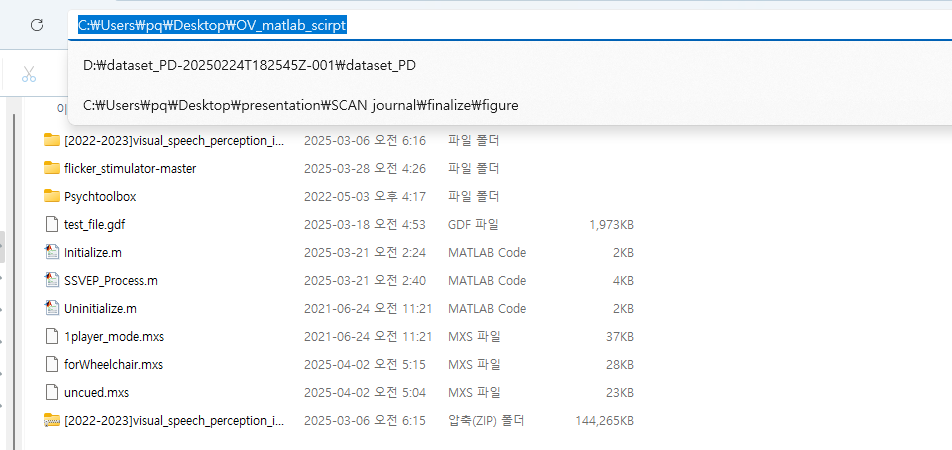 C:₩Users₩pq₩Desktop₩OV_matlab_scirpt
D:₩dataset_PD-20250224T182545Z-001₩dataset_PD
C:₩Users₩pq₩Desktop₩presentation₩SCAN journal₩finalize₩figure
[2022-2023]visual_speech_perception_i... 2025-03-06 오전 6:16 파일 폴더
flicker_stimulator-master 2025-03-28 오전 4:26 파일 폴더
Psychtoolbox 2022-05-03 오후 4:17 파일 폴더
test_file.gdf 2025-03-18 오전 4:53 GDF 파일 1,973KB
Initialize.m 2025-03-21 오전 2:24 MATLAB Code 2KB
SSVEP_Process.m 2025-03-21 오전 2:40 MATLAB Code 4KB
Uninitialize.m 2021-06-24 오전 11:21 MATLAB Code 2KB
1player_mode.mxs 2021-06-24 오전 11:21 MXS 파일 37KB
forWheelchair.mxs 2025-04-02 오전 5:15 MXS 파일 28KB
uncued.mxs 2025-04-02 오전 5:04 MXS 파일 23KB
[2022-2023]visual_speech_perception_i... 2025-03-06 오전 6:15 압축(ZIP) 폴더 144,265KB